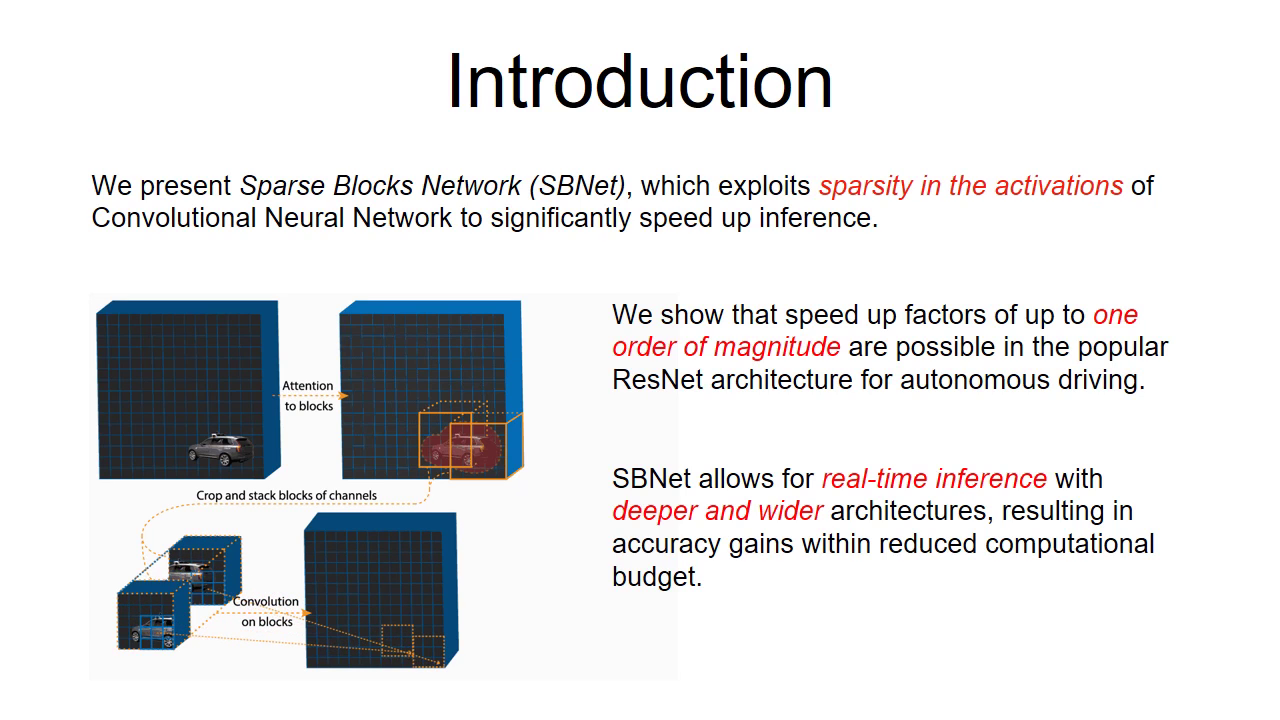 Introduction
We present Sparse Blocks Network (SBNet), which exploits sparsity in the activations of
Convolutional Neural Network to significantly speed up inference.
Attention
to blocks
Crop and stack blocks of channels
Convolution
on blocks
We show that speed up factors of up to one
order of magnitude are possible in the popular
ResNet architecture for autonomous driving.
SBNet allows for real-time inference with
deeper and wider architectures, resulting in
accuracy gains within reduced computational
budget.